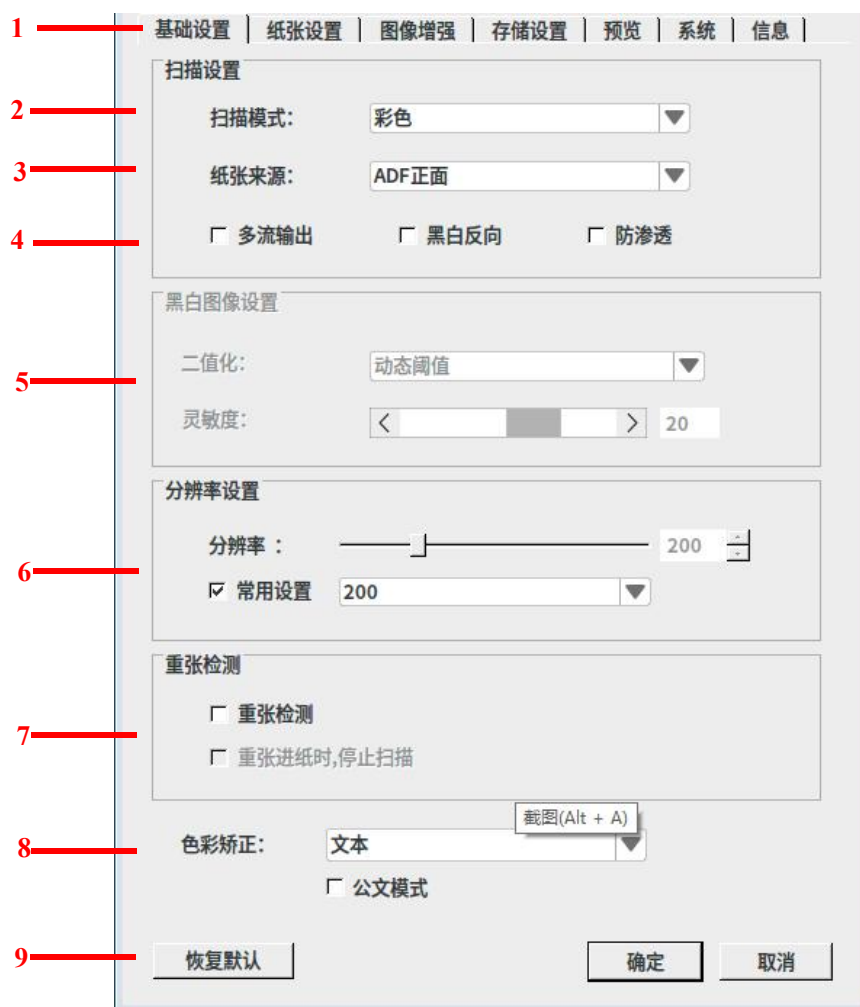 1 基础设置 纸张设置 图像增强 存储设置 预览 系统 信息
扫描设置
2 扫描模式: 彩色
3 纸张来源: ADF正面
4 多流输出 黑白反向 防渗透
黑白图像设置
二值化: 动态阈值
5
灵敏度: 20
分辨率设置
分辨率 : 200
6
常用设置 200
重张检测
重张检测
7
重张进纸时,停止扫描
截图(Alt + A)
8 色彩矫正: 文本
公文模式
9 恢复默认 确定 取消